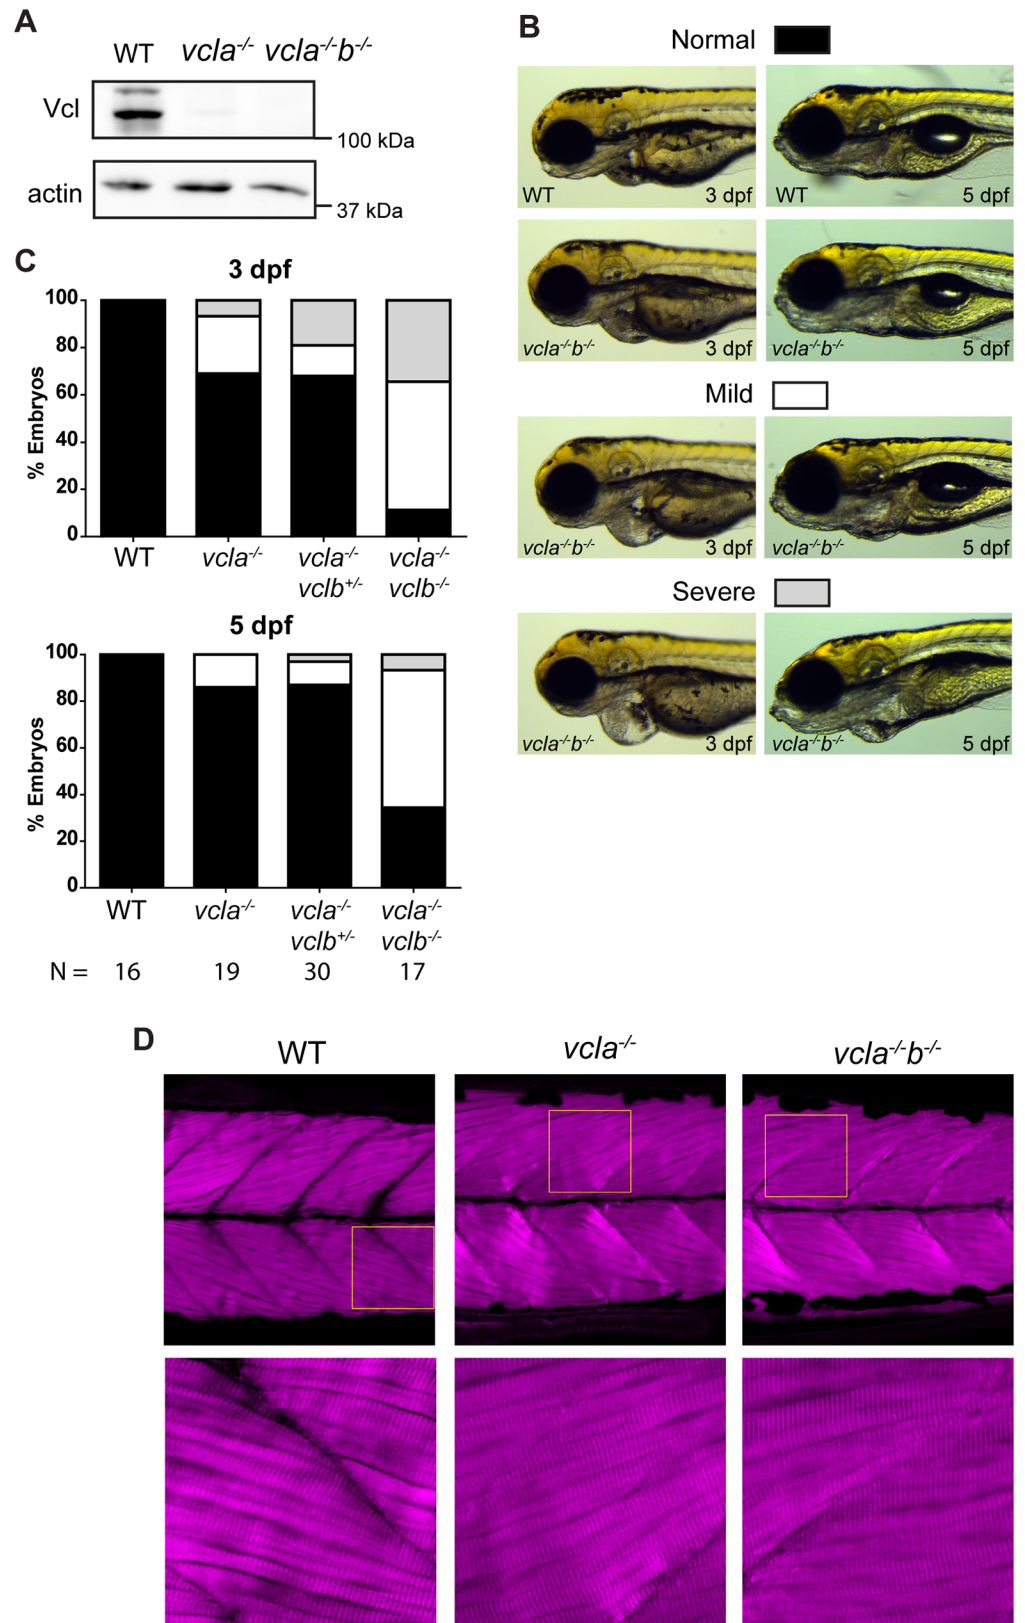 A
WT vcla-/- vcla-/-b-/-
Vcl
100 kDa
actin
37 kDa
B
Normal
WT 3 dpf
WT 5 dpf
vcla-/-b-/- 3 dpf
vcla-/-b-/- 5 dpf
Mild
vcla-/-b-/- 3 dpf
vcla-/-b-/- 5 dpf
Severe
vcla-/-b-/- 3 dpf
vcla-/-b-/- 5 dpf
C
3 dpf
% Embryos
100
80
60
40
20
0
WT vcla-/- vcla-/- vcla-/-
vclb+/- vclb-/-
5 dpf
% Embryos
100
80
60
40
20
0
WT vcla-/- vcla-/- vcla-/-
vclb+/- vclb-/-
N = 16 19 30 17
D
WT vcla-/- vcla-/-b-/-